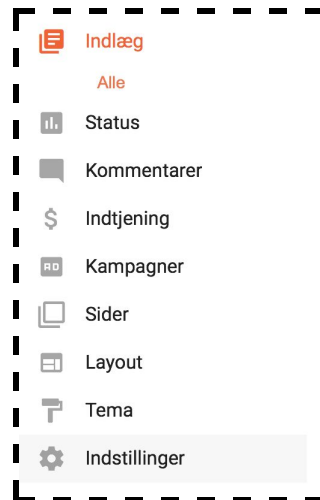 Indlæg
Alle
Status
Kommentarer
Indtjening
Kampagner
Sider
Layout
Tema
Indstillinger